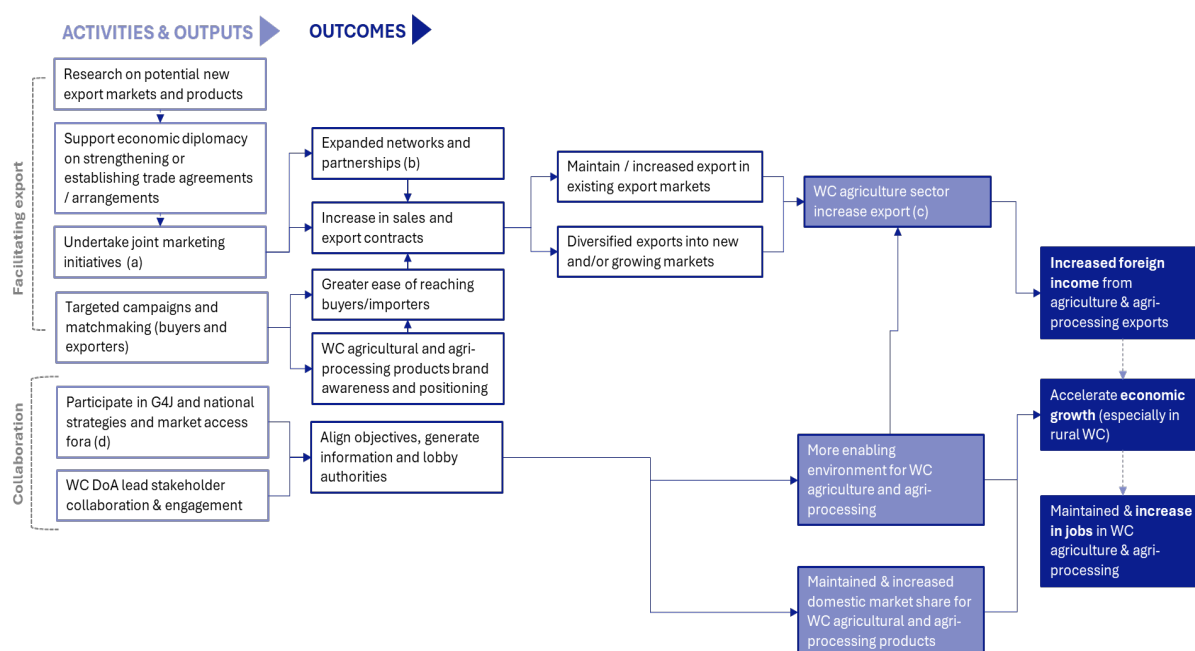 ACTIVITIES & OUTPUTS
OUTCOMES
Facilitating export
Research on potential new
export markets and products
Support economic diplomacy
on strengthening or
establishing trade agreements
/ arrangements
Undertake joint marketing
initiatives (a)
Targeted campaigns and
matchmaking (buyers and
exporters)
Collaboration
Participate in G4J and national
strategies and market access
fora (d)
WC DoA lead stakeholder
collaboration & engagement
Expanded networks and
partnerships (b)
Increase in sales and
export contracts
Greater ease of reaching
buyers/importers
WC agricultural and agri-
processing products brand
awareness and positioning
Align objectives, generate
information and lobby
authorities
Maintain / increased export in
existing export markets
Diversified exports into new
and/or growing markets
WC agriculture sector
increase export (c)
More enabling
environment for WC
agriculture and agri-
processing
Maintained & increased
domestic market share for
WC agricultural and agri-
processing products
Increased foreign
income from
agriculture & agri-
processing exports
Accelerate economic
growth (especially in
rural WC)
Maintained & increase
in jobs in WC
agriculture & agri-
processing